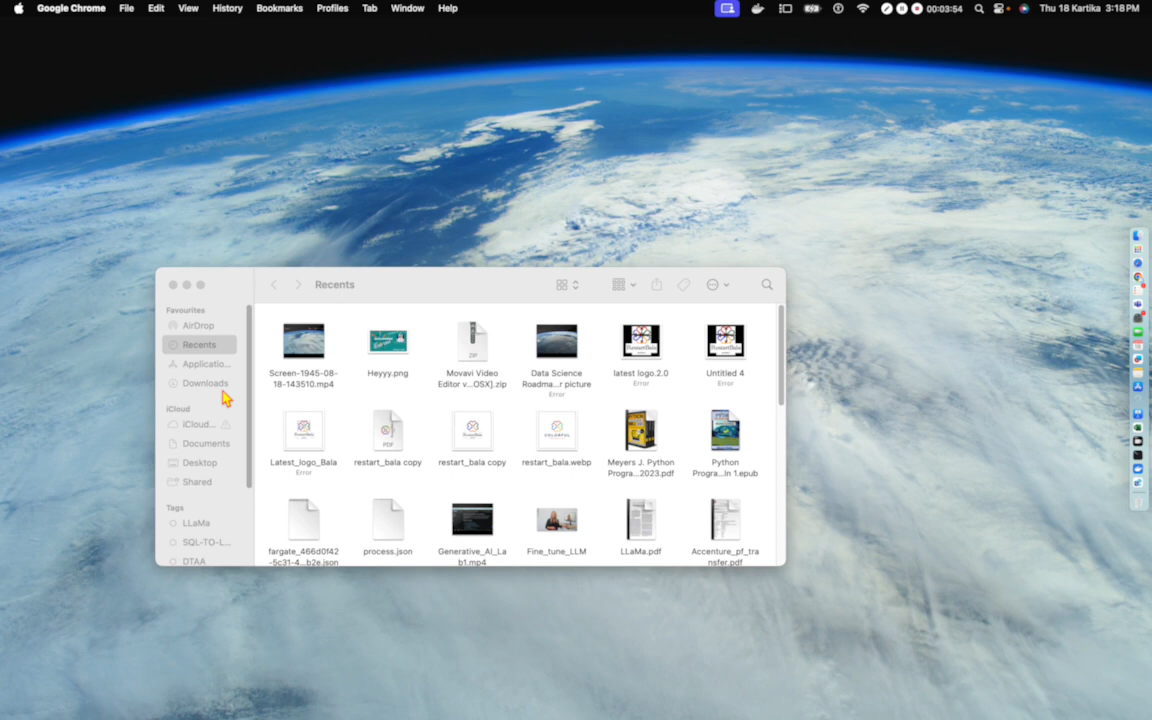 Google Chrome File Edit View History Bookmarks Profiles Tab Window Help 00:03:54 Thu 18 Kartika 3:18 PM
Recents
Favourites
AirDrop
Recents
Applicatio...
Downloads
iCloud
iCloud...
Documents
Desktop
Shared
Tags
LLaMa
SQL-TO-L...
DTAA
Screen-1945-08-
18-143510.mp4
Heyyy.png
ZIP
Movavi Video
Editor v...OSX].zip
Data Science
Roadma...r picture
Error
latest logo.2.0
Error
Untitled 4
Error
Latest_logo_Bala
Error
PDF
restart_bala copy
restart_bala copy
COLORFUL
restart_bala.webp
Meyers J. Python
Progra...2023.pdf
Python
Progra...In 1.epub
fargate_466d0f42
-5c31-4...b2e.json
process.json
Generative_AI_La
b1.mp4
Fine_tune_LLM
LLaMa.pdf
Accenture_pf_tra
nsfer.pdf